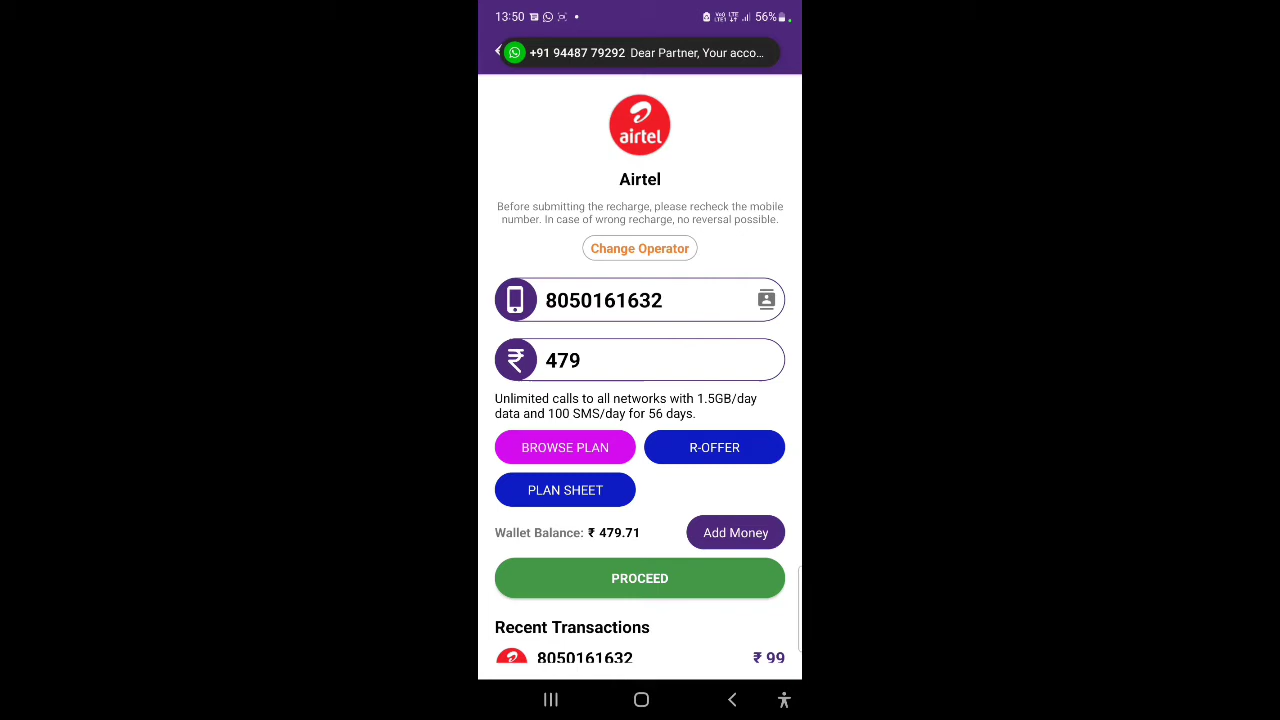 13:50
56%
+91 94487 79292 Dear Partner, Your acco...
airtel
Airtel
Before submitting the recharge, please recheck the mobile
number. In case of wrong recharge, no reversal possible.
Change Operator
8050161632
₹ 479
Unlimited calls to all networks with 1.5GB/day
data and 100 SMS/day for 56 days.
BROWSE PLAN R-OFFER
PLAN SHEET
Wallet Balance: ₹ 479.71 Add Money
PROCEED
Recent Transactions
8050161632 ₹ 99